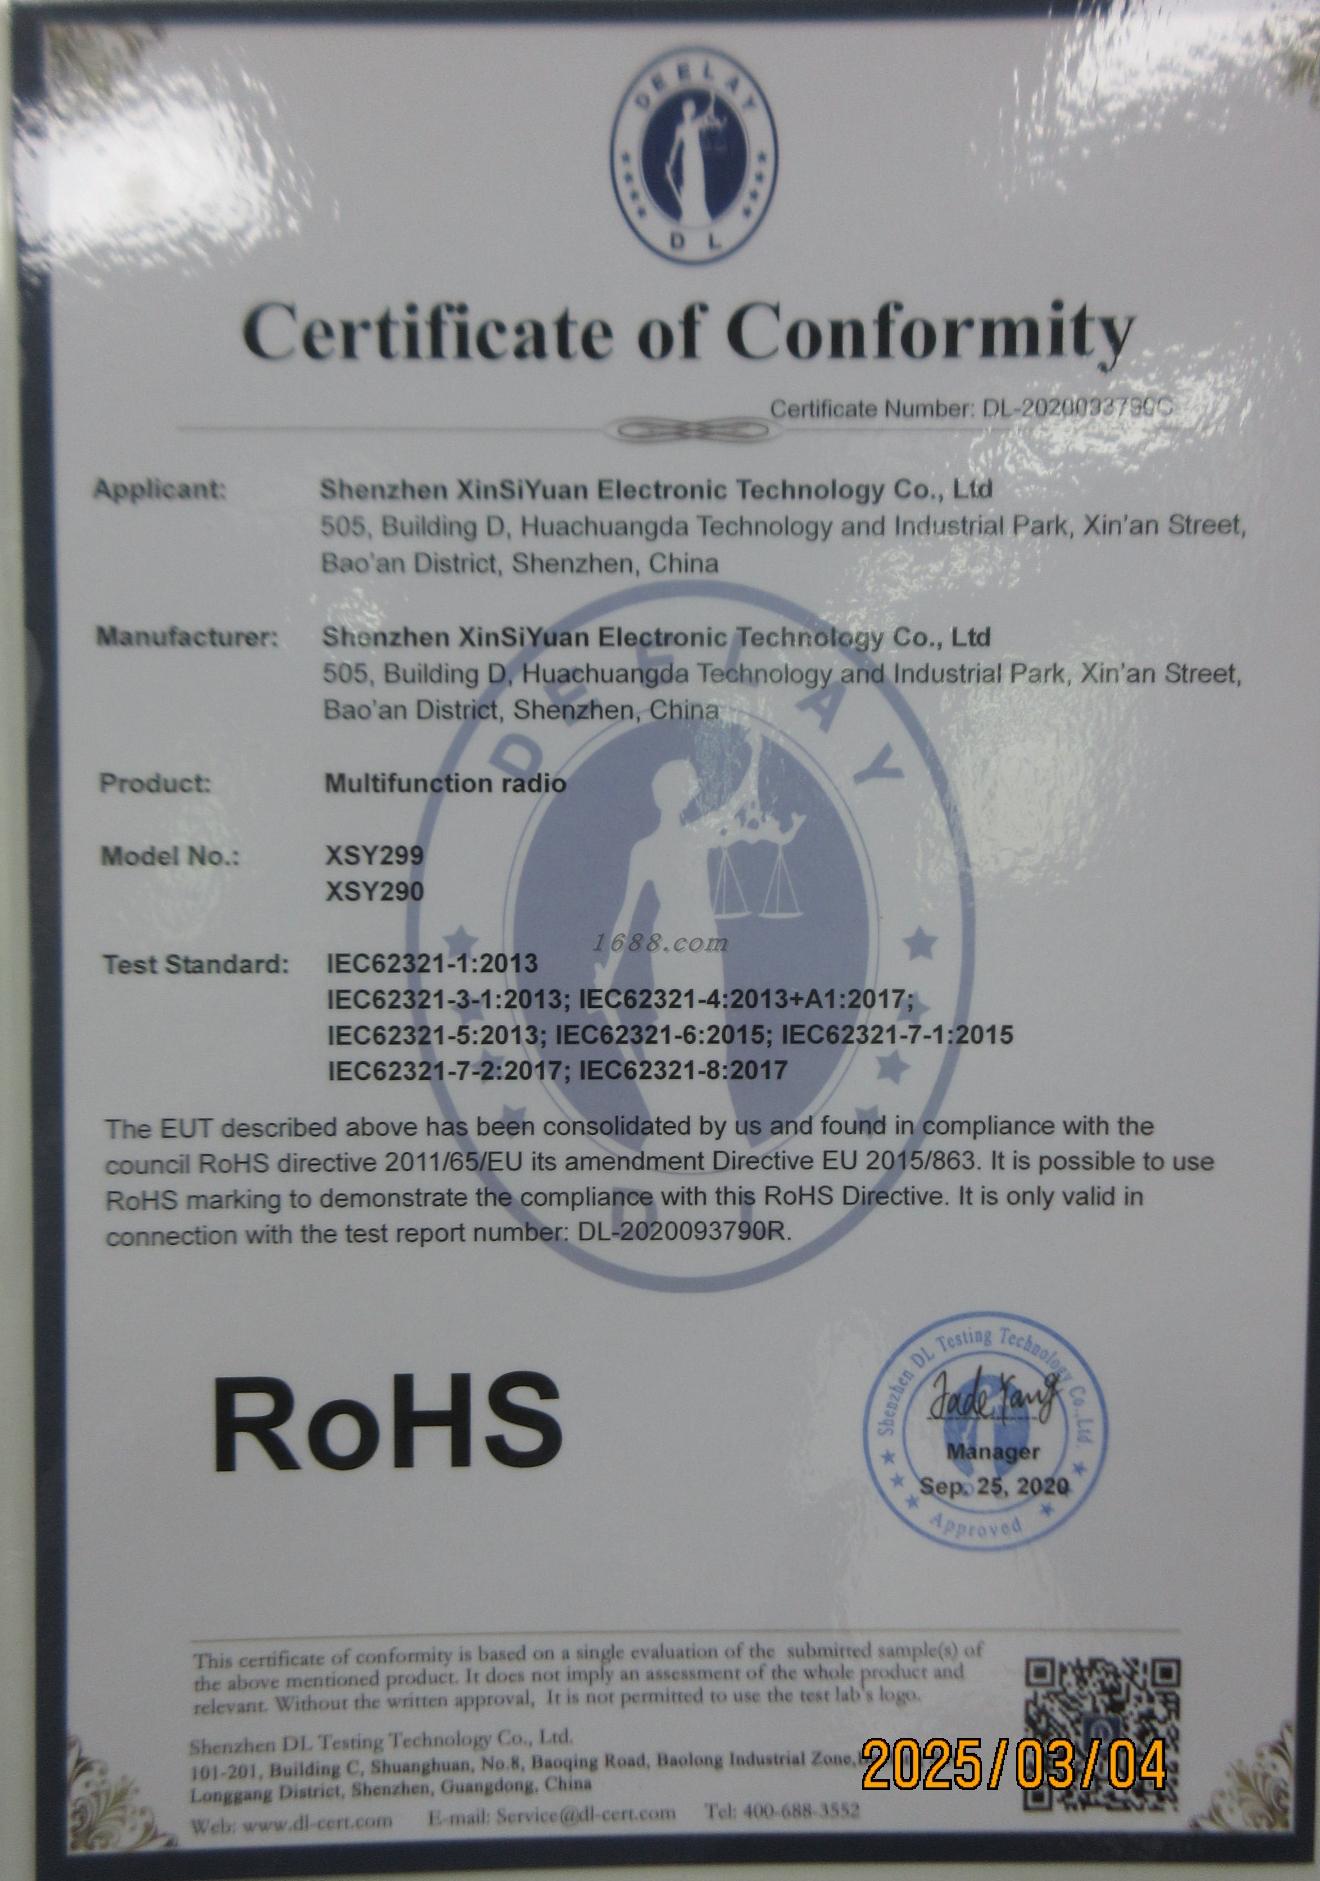 DEELAY
DL
Certificate of Conformity
Certificate Number: DL-2020093790C
Applicant: Shenzhen XinSiYuan Electronic Technology Co., Ltd
505, Building D, Huachuangda Technology and Industrial Park, Xin'an Street,
Bao'an District, Shenzhen, China
Manufacturer: Shenzhen XinSiYuan Electronic Technology Co., Ltd
505, Building D, Huachuangda Technology and Industrial Park, Xin'an Street,
Bao'an District, Shenzhen, China
DEELAY
Product: Multifunction radio
Model No.: XSY299
XSY290
1688.com
Test Standard: IEC62321-1:2013
IEC62321-3-1:2013; IEC62321-4:2013+A1:2017;
IEC62321-5:2013; IEC62321-6:2015; IEC62321-7-1:2015
IEC62321-7-2:2017; IEC62321-8:2017
The EUT described above has been consolidated by us and found in compliance with the
council RoHS directive 2011/65/EU its amendment Directive EU 2015/863. It is possible to use
RoHS marking to demonstrate the compliance with this RoHS Directive. It is only valid in
connection with the test report number: DL-2020093790R.
RoHS
Shenzhen DL Testing Technology Co.,Ltd.
Jade Yang
Manager
Sep. 25, 2020
Approved
This certificate of conformity is based on a single evaluation of the submitted sample(s) of
the above mentioned product. It does not imply an assessment of the whole product and
relevant. Without the written approval, It is not permitted to use the test lab's logo.
Shenzhen DL Testing Technology Co., Ltd.
101-201, Building C, Shuanghuan, No.8, Baoqing Road, Baolong Industrial Zone,
Longgang District, Shenzhen, Guangdong, China
Web: www.dl-cert.com E-mail: Service@dl-cert.com Tel: 400-688-3552
2025/03/04